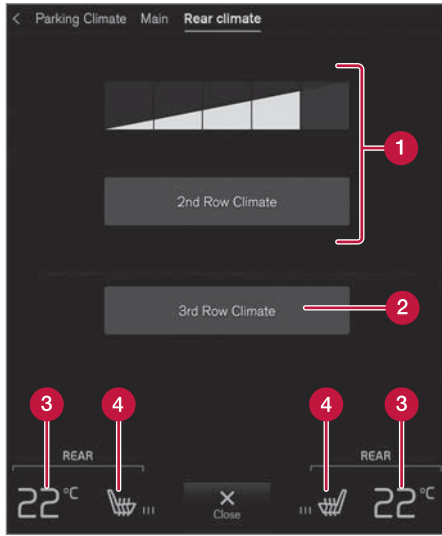 < Parking Climate Main Rear climate
1
2nd Row Climate
3rd Row Climate
2
3 4 4 3
REAR REAR
22°C 22°C
Close